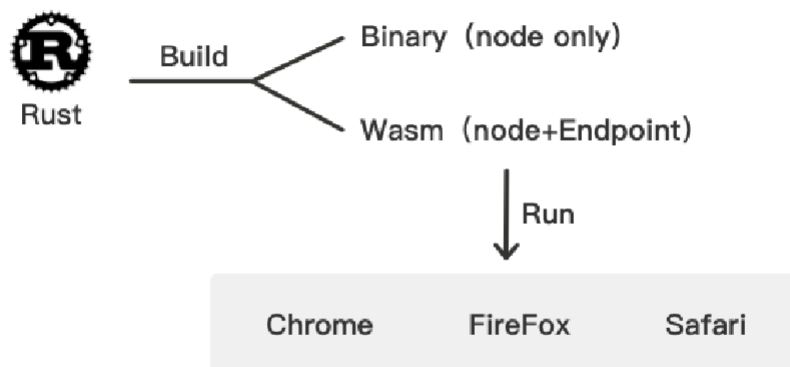 R
Rust
Build
Binary（node only）
Wasm（node+Endpoint）
Run
Chrome FireFox Safari